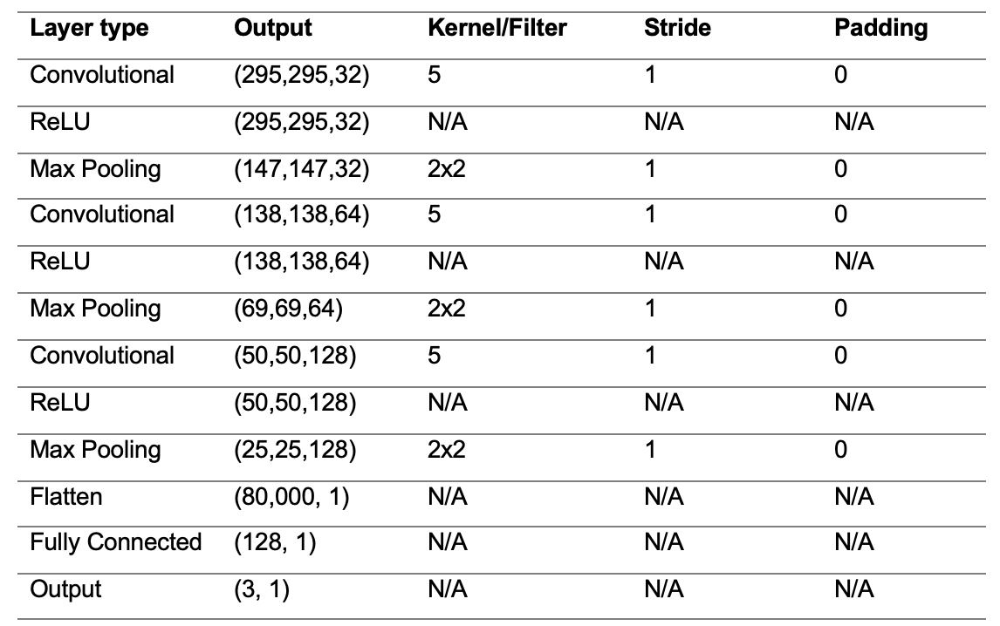 Layer type Output Kernel/Filter Stride Padding
Convolutional (295,295,32) 5 1 0
ReLU (295,295,32) N/A N/A N/A
Max Pooling (147,147,32) 2x2 1 0
Convolutional (138,138,64) 5 1 0
ReLU (138,138,64) N/A N/A N/A
Max Pooling (69,69,64) 2x2 1 0
Convolutional (50,50,128) 5 1 0
ReLU (50,50,128) N/A N/A N/A
Max Pooling (25,25,128) 2x2 1 0
Flatten (80,000, 1) N/A N/A N/A
Fully Connected (128, 1) N/A N/A N/A
Output (3, 1) N/A N/A N/A